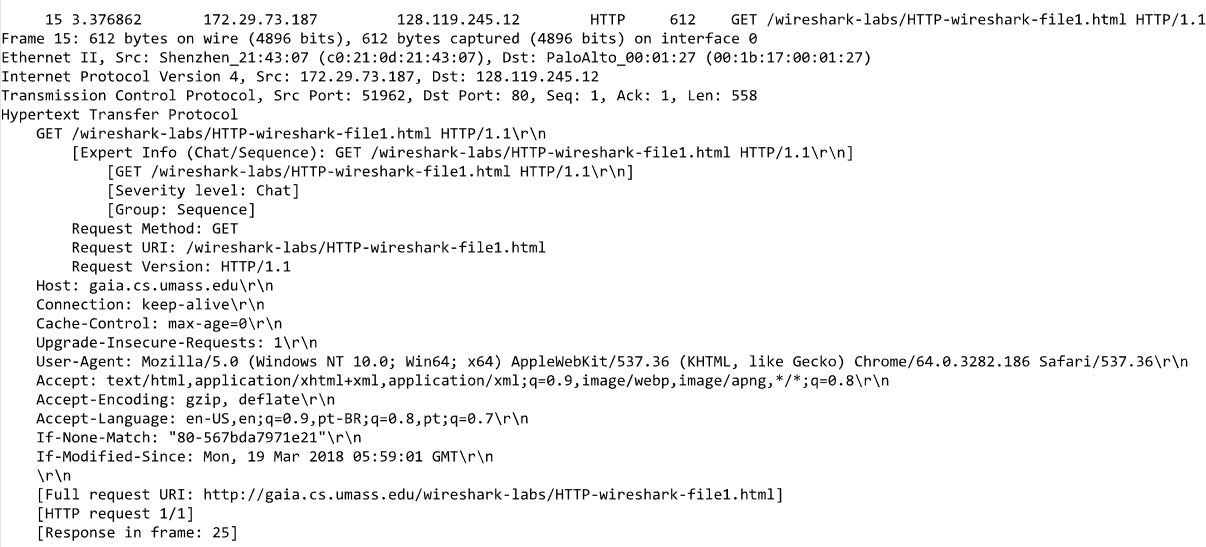 15 3.376862 172.29.73.187 128.119.245.12 HTTP 612 GET /wireshark-labs/HTTP-wireshark-file1.html HTTP/1.1
Frame 15: 612 bytes on wire (4896 bits), 612 bytes captured (4896 bits) on interface 0
Ethernet II, Src: Shenzhen_21:43:07 (c0:21:0d:21:43:07), Dst: PaloAlto_00:01:27 (00:1b:17:00:01:27)
Internet Protocol Version 4, Src: 172.29.73.187, Dst: 128.119.245.12
Transmission Control Protocol, Src Port: 51962, Dst Port: 80, Seq: 1, Ack: 1, Len: 558
Hypertext Transfer Protocol
GET /wireshark-labs/HTTP-wireshark-file1.html HTTP/1.1\r\n
[Expert Info (Chat/Sequence): GET /wireshark-labs/HTTP-wireshark-file1.html HTTP/1.1\r\n]
[GET /wireshark-labs/HTTP-wireshark-file1.html HTTP/1.1\r\n]
[Severity level: Chat]
[Group: Sequence]
Request Method: GET
Request URI: /wireshark-labs/HTTP-wireshark-file1.html
Request Version: HTTP/1.1
Host: gaia.cs.umass.edu\r\n
Connection: keep-alive\r\n
Cache-Control: max-age=0\r\n
Upgrade-Insecure-Requests: 1\r\n
User-Agent: Mozilla/5.0 (Windows NT 10.0; Win64; x64) AppleWebKit/537.36 (KHTML, like Gecko) Chrome/64.0.3282.186 Safari/537.36\r\n
Accept: text/html,application/xhtml+xml,application/xml;q=0.9,image/webp,image/apng,*/*;q=0.8\r\n
Accept-Encoding: gzip, deflate\r\n
Accept-Language: en-US,en;q=0.9,pt-BR;q=0.8,pt;q=0.7\r\n
If-None-Match: "80-567bda7971e21"\r\n
If-Modified-Since: Mon, 19 Mar 2018 05:59:01 GMT\r\n
\r\n
[Full request URI: http://gaia.cs.umass.edu/wireshark-labs/HTTP-wireshark-file1.html]
[HTTP request 1/1]
[Response in frame: 25]